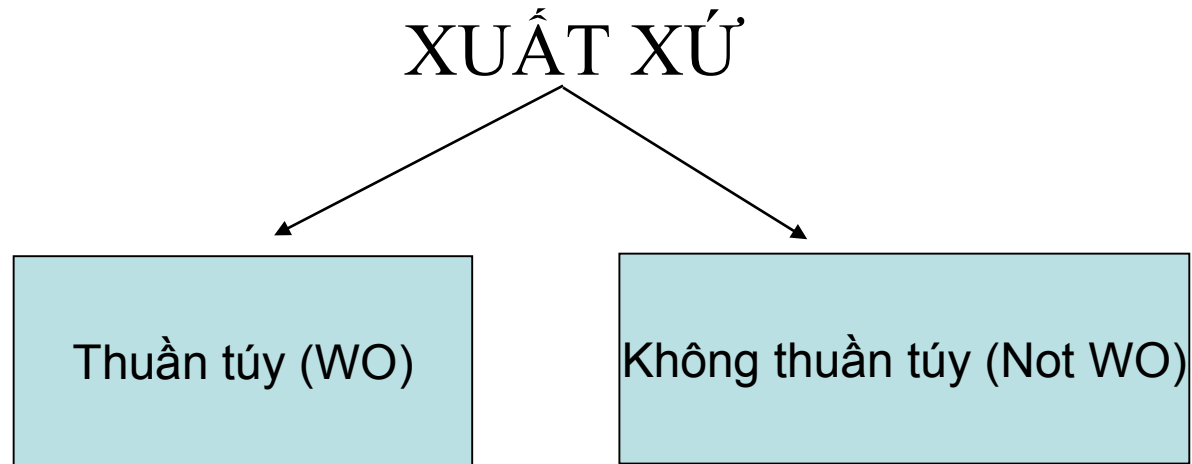 XUẤT XỨ
Thuần túy (WO)
Không thuần túy (Not WO)